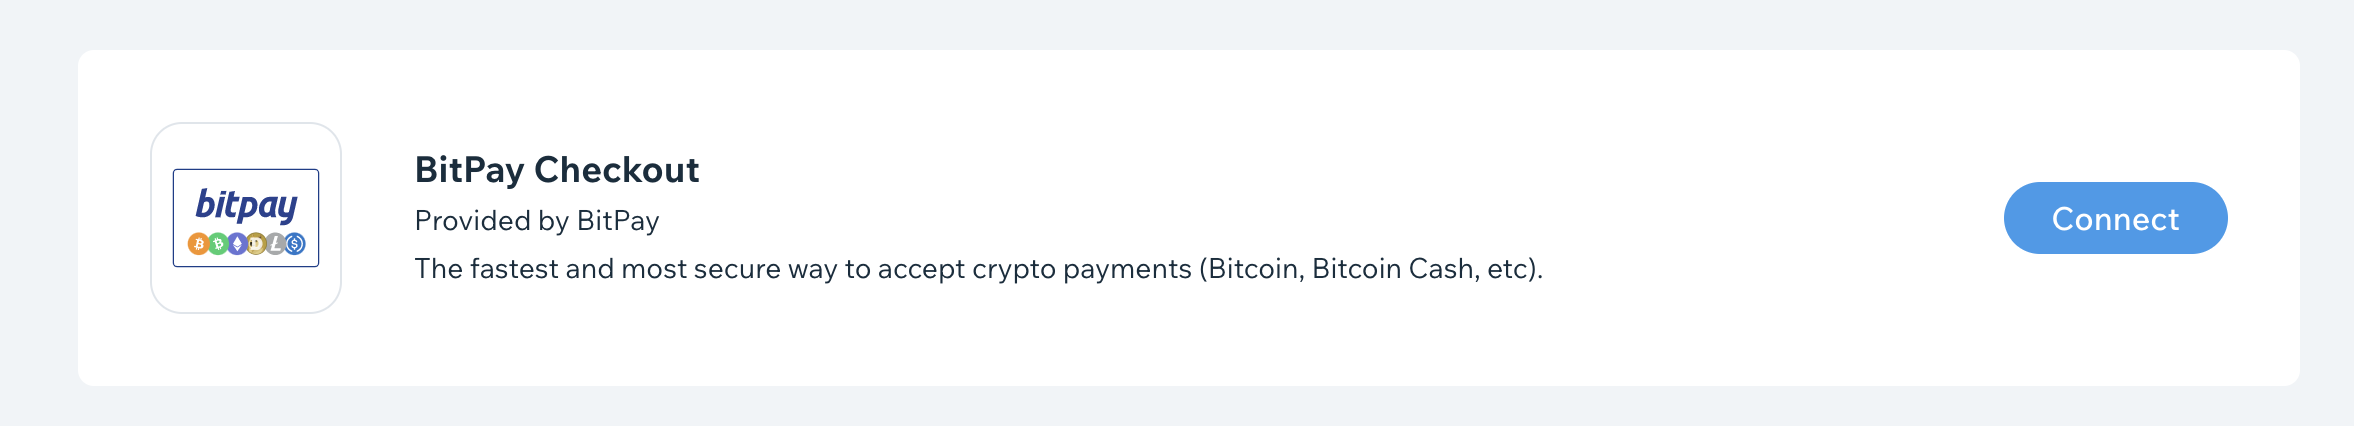 bitpay
BitPay Checkout
Provided by BitPay
The fastest and most secure way to accept crypto payments (Bitcoin, Bitcoin Cash, etc).
Connect